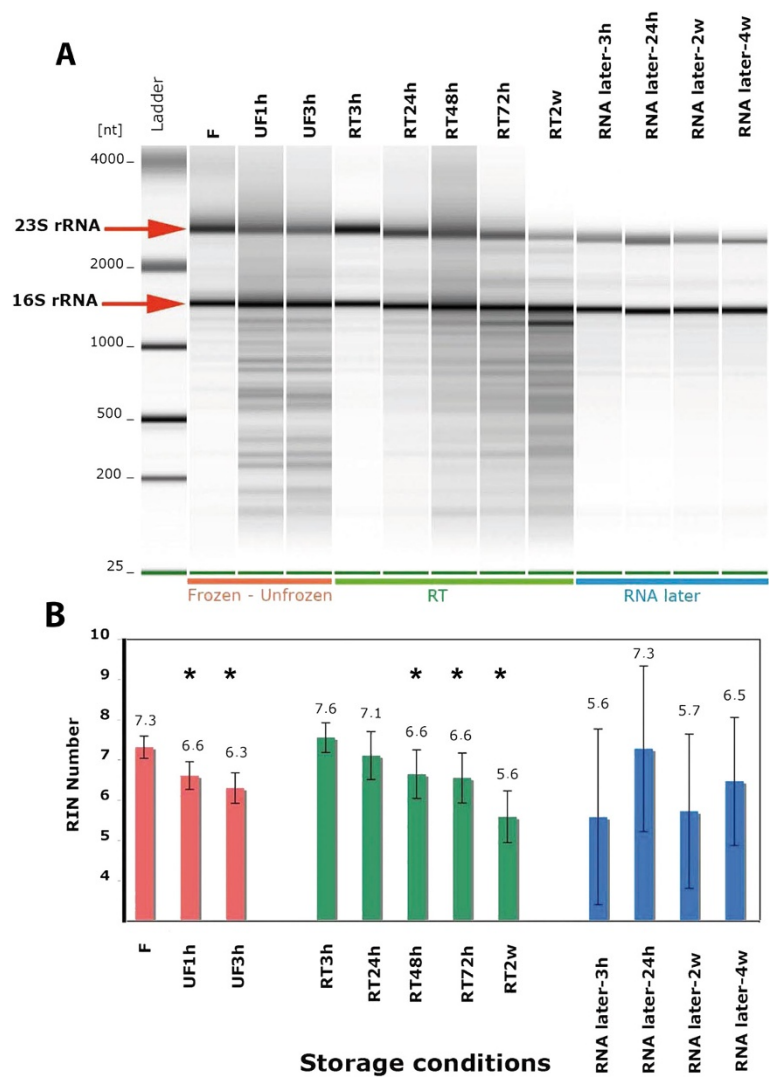 A
Ladder
F
UF1h
UF3h
RT3h
RT24h
RT48h
RT72h
RT2w
RNA later-3h
RNA later-24h
RNA later-2w
RNA later-4w
[nt]
4000
23S rRNA
2000
16S rRNA
1000
500
200
25
Frozen - Unfrozen
RT
RNA later
B
RIN Number
10
9
8
7
6
5
4
7.3
6.6
6.3
7.6
7.1
6.6
6.6
5.6
5.6
7.3
5.7
6.5
* * * * *
F
UF1h
UF3h
RT3h
RT24h
RT48h
RT72h
RT2w
RNA later-3h
RNA later-24h
RNA later-2w
RNA later-4w
Storage conditions